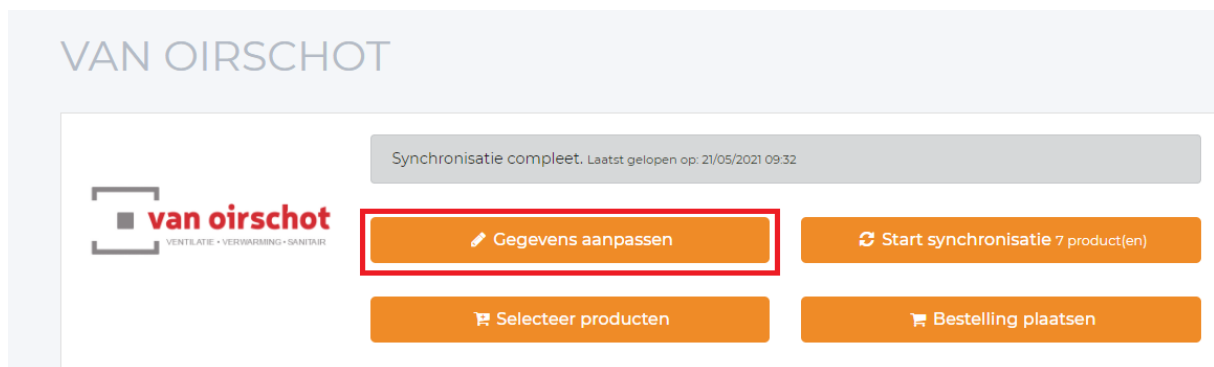 VAN OIRSCHOT
Synchronisatie compleet. Laatst gelopen op: 21/05/2021 09:32
van oirschot
VENTILATIE • VERWARMING • SANITAIR
Gegevens aanpassen
Start synchronisatie 7 product(en)
Selecteer producten
Bestelling plaatsen